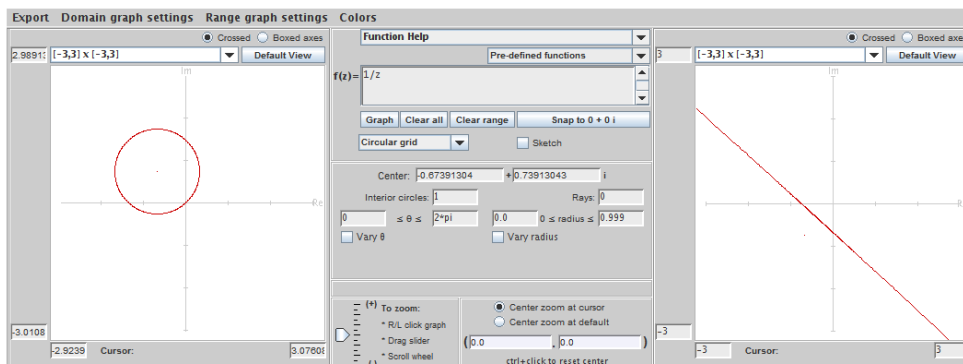 Export Domain graph settings Range graph settings Colors
Crossed Boxed axes
2.9891: [-3,3] x [-3,3] Default View
Im
Re
-3.0108
-2.9239 Cursor: 3.0760
Function Help
Pre-defined functions
f(z)= 1/z
Graph Clear all Clear range Snap to 0 + 0 i
Circular grid Sketch
Center: -0.67391304 + 0.73913043 i
Interior circles: 1 Rays: 0
0 ≤ θ ≤ 2*pi 0.0 0 ≤ radius ≤ 0.999
Vary θ Vary radius
(+) To zoom:
* R/L click graph
* Drag slider
* Scroll wheel
Center zoom at cursor
Center zoom at default
( 0.0 , 0.0 )
ctrl+click to reset center
Crossed Boxed axes
3 [-3,3] x [-3,3] Default View
Im
-3
-3 Cursor: 3